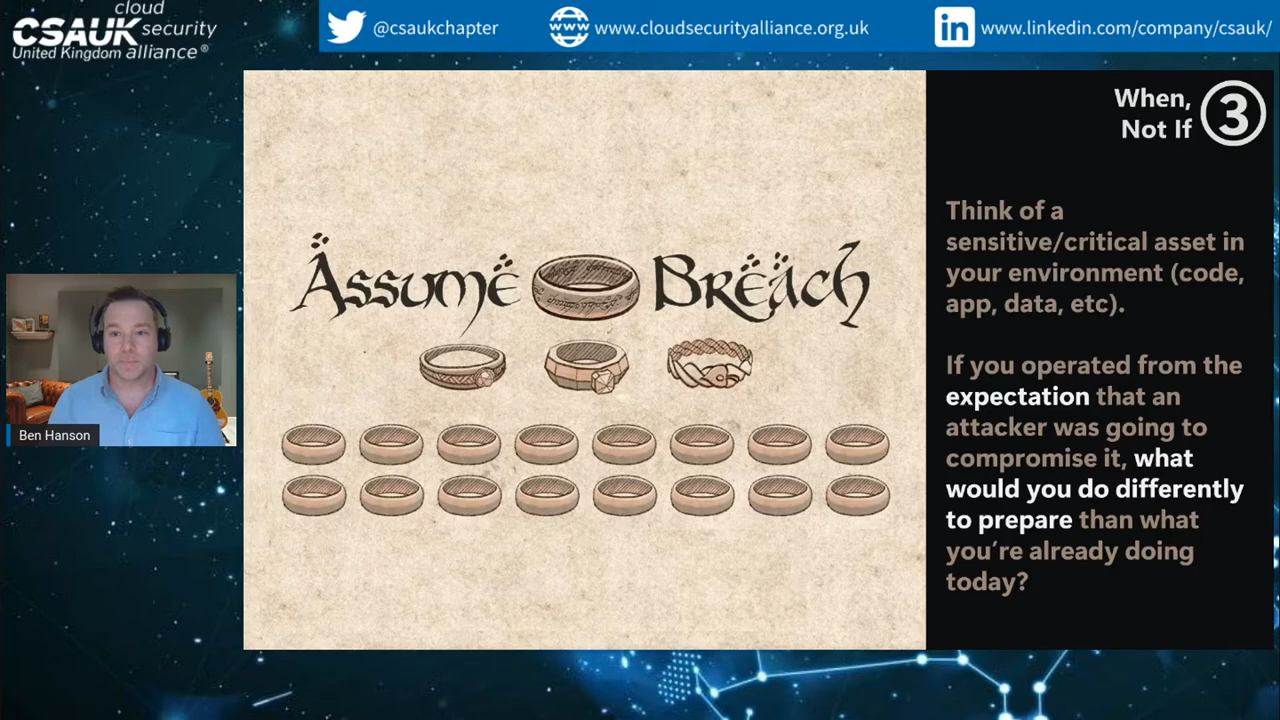 cloud
CSAUK security
United Kingdom alliance®
@csaukchapter
www.cloudsecurityalliance.org.uk
www.linkedin.com/company/csauk/
WWW
in
When,
Not If
3
Assume Breach
Think of a
sensitive/critical asset in
your environment (code,
app, data, etc).
If you operated from the
expectation that an
attacker was going to
compromise it, what
would you do differently
to prepare than what
you're already doing
today?
Ben Hanson